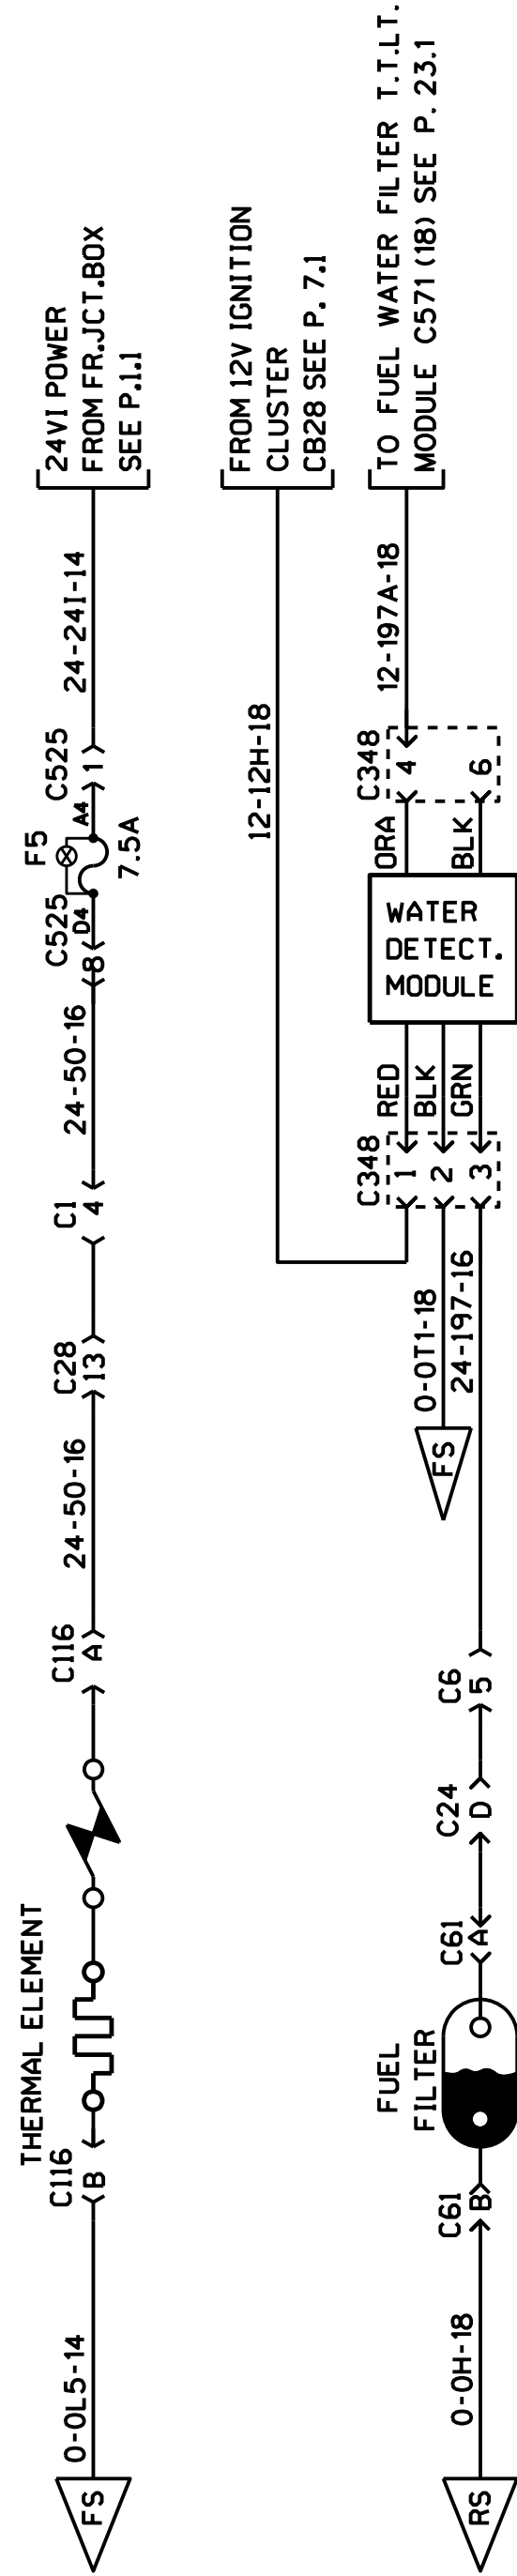 THERMAL ELEMENT
FS
0-0L5-14
C116
B
C116
A
24-50-16
C28
13
C1
4
24-50-16
C525
8
D4
F5
7.5A
A4
C525
1
24-24I-14
24VI POWER
FROM FR.JCT.BOX
SEE P.1.1
12-12H-18
FROM 12V IGNITION
CLUSTER
CB28 SEE P. 7.1
RS
0-0H-18
C61
B
FUEL
FILTER
C61
A
C24
D
C6
5
FS
0-0T1-18
24-197-16
C348
1
2
3
RED
BLK
GRN
WATER
DETECT.
MODULE
ORA
BLK
C348
4
6
12-197A-18
TO FUEL WATER FILTER T.T.LT.
MODULE C571 (18) SEE P. 23.1